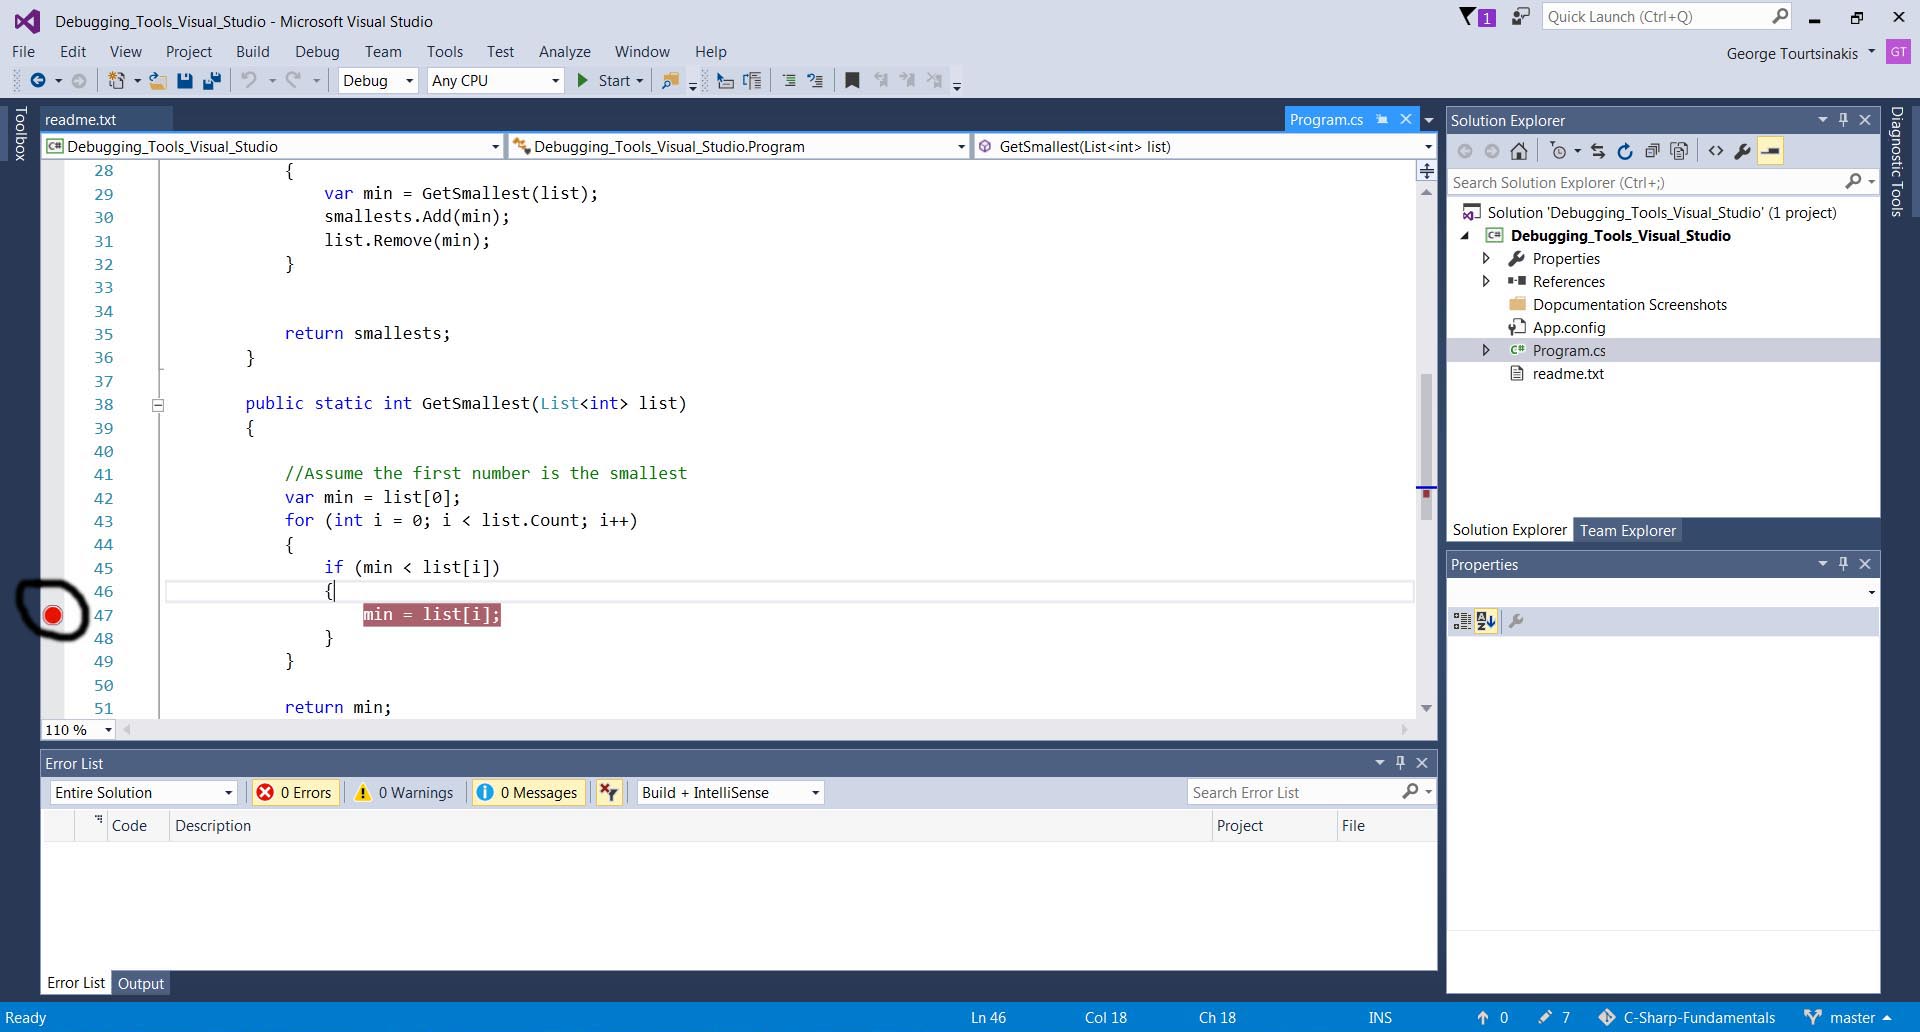 Debugging_Tools_Visual_Studio - Microsoft Visual Studio
1
Quick Launch (Ctrl+Q)
File Edit View Project Build Debug Team Tools Test Analyze Window Help
George Tourtsinakis
GT
Debug
Any CPU
Start
Toolbox
readme.txt
Program.cs
Debugging_Tools_Visual_Studio
Debugging_Tools_Visual_Studio.Program
GetSmallest(List<int> list)
28 {
29 var min = GetSmallest(list);
30 smallests.Add(min);
31 list.Remove(min);
32 }
33
34
35 return smallests;
36 }
37
38 public static int GetSmallest(List<int> list)
39 {
40
41 //Assume the first number is the smallest
42 var min = list[0];
43 for (int i = 0; i < list.Count; i++)
44 {
45 if (min < list[i])
46 {
47 min = list[i];
48 }
49 }
50
51 return min;
110 %
Error List
Entire Solution
0 Errors
0 Warnings
0 Messages
Build + IntelliSense
Search Error List
Code Description Project File
Error List Output
Solution Explorer
Search Solution Explorer (Ctrl+;)
Solution 'Debugging_Tools_Visual_Studio' (1 project)
C# Debugging_Tools_Visual_Studio
Properties
References
Dopcumentation Screenshots
App.config
C# Program.cs
readme.txt
Solution Explorer Team Explorer
Properties
Diagnostic Tools
Ready
Ln 46 Col 18 Ch 18 INS
0 7 C-Sharp-Fundamentals master